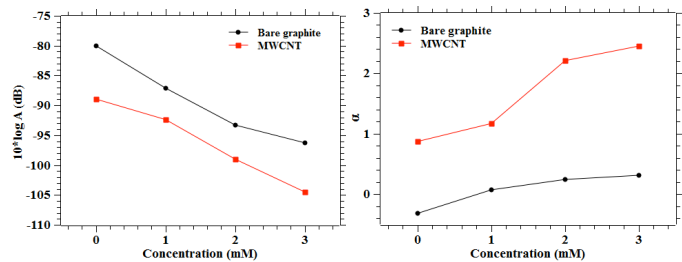 -75
-80
-85
-90
-95
-100
-105
-110
10*log A (dB)
Bare graphite
MWCNT
0 1 2 3
Concentration (mM)
3
2
1
0
α
Bare graphite
MWCNT
0 1 2 3
Concentration (mM)